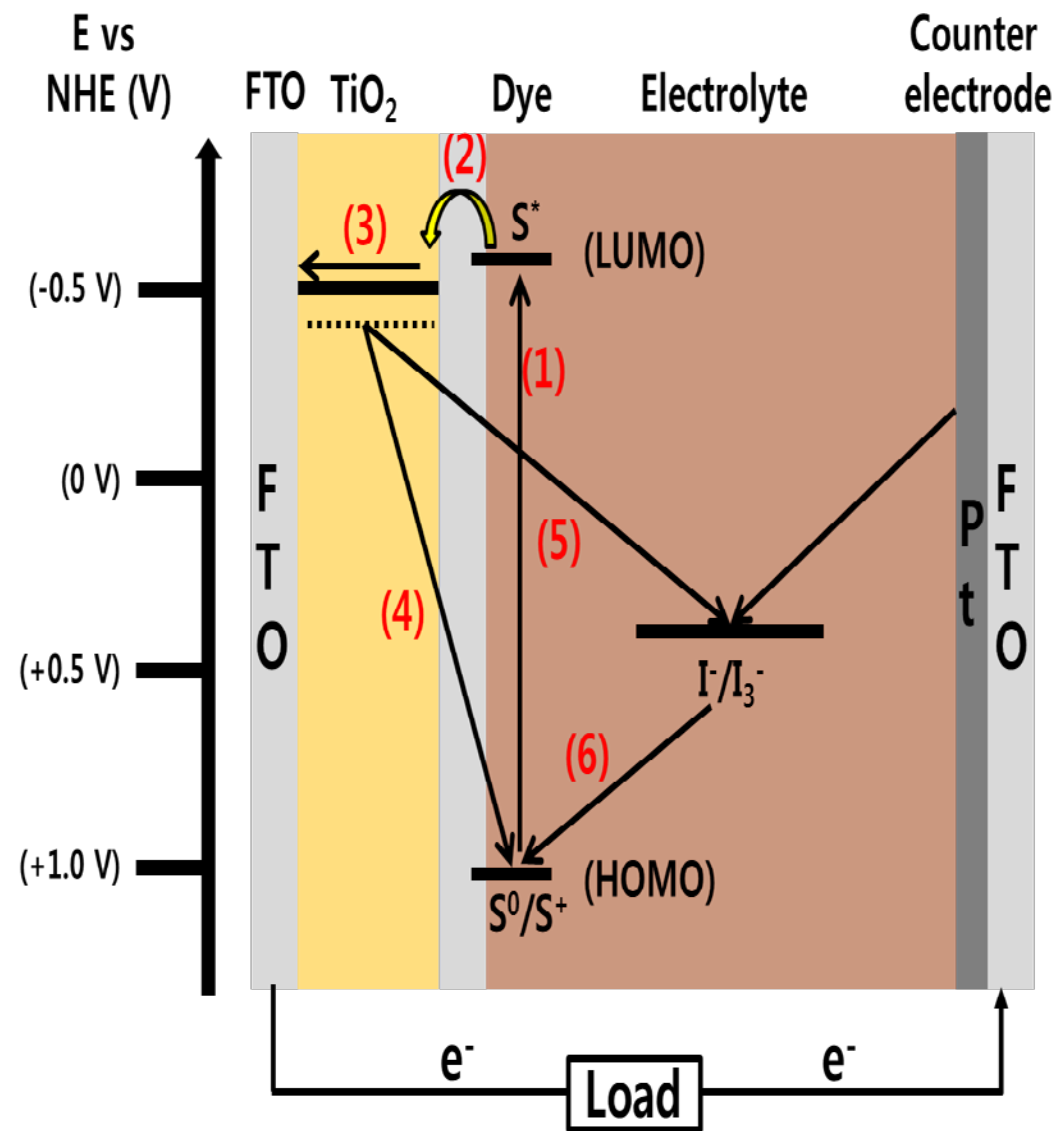 E vs
NHE (V)
FTO
TiO₂
Dye
Electrolyte
Counter
electrode
(2)
(3)
S*
(LUMO)
(-0.5 V)
(1)
(0 V)
F
T
O
P
t
F
T
O
(5)
(4)
(+0.5 V)
I⁻/I₃⁻
(6)
(+1.0 V)
(HOMO)
S⁰/S⁺
e⁻
e⁻
Load